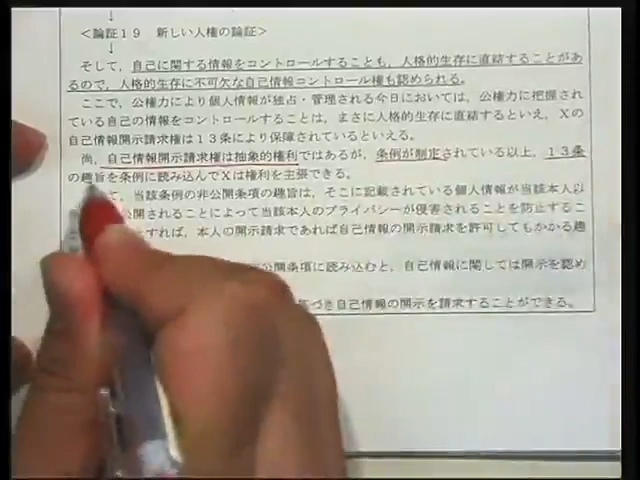 ↓
＜論証１９　新しい人権の論証＞
↓
そして，自己に関する情報をコントロールすることも，人格的生存に直結することがあ
るので，人格的生存に不可欠な自己情報コントロール権も認められる。
ここで，公権力により個人情報が独占・管理される今日においては，公権力に把握され
ている自己の情報をコントロールすることは，まさに人格的生存に直結するといえ，Ｘの
自己情報開示請求権は１３条により保障されているといえる。
尚，自己情報開示請求権は抽象的権利ではあるが，条例が制定されている以上，１３条
の趣旨を条例に読み込んでＸは権利を主張できる。
て，当該条例の非公開条項の趣旨は，そこに記載されている個人情報が当該本人以
公開されることによって当該本人のプライバシーが侵害されることを防止するこ
とすれば，本人の開示請求であれば自己情報の開示請求を許可してもかかる趣
公開条項に読み込むと，自己情報に関しては開示を認め
づき自己情報の開示を請求することができる。